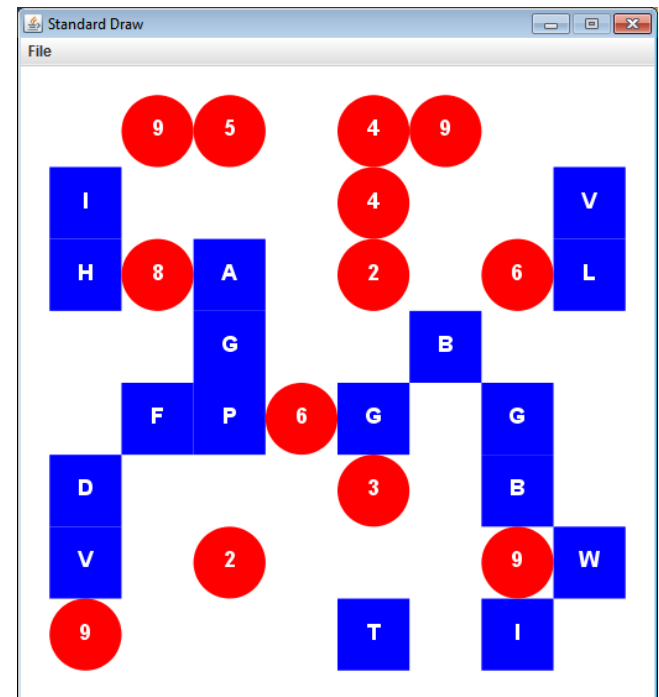 Standard Draw
File
9 5 4 9
I 4 V
H 8 A 2 6 L
G B
F P 6 G G
D 3 B
V 2 9 W
9 T I